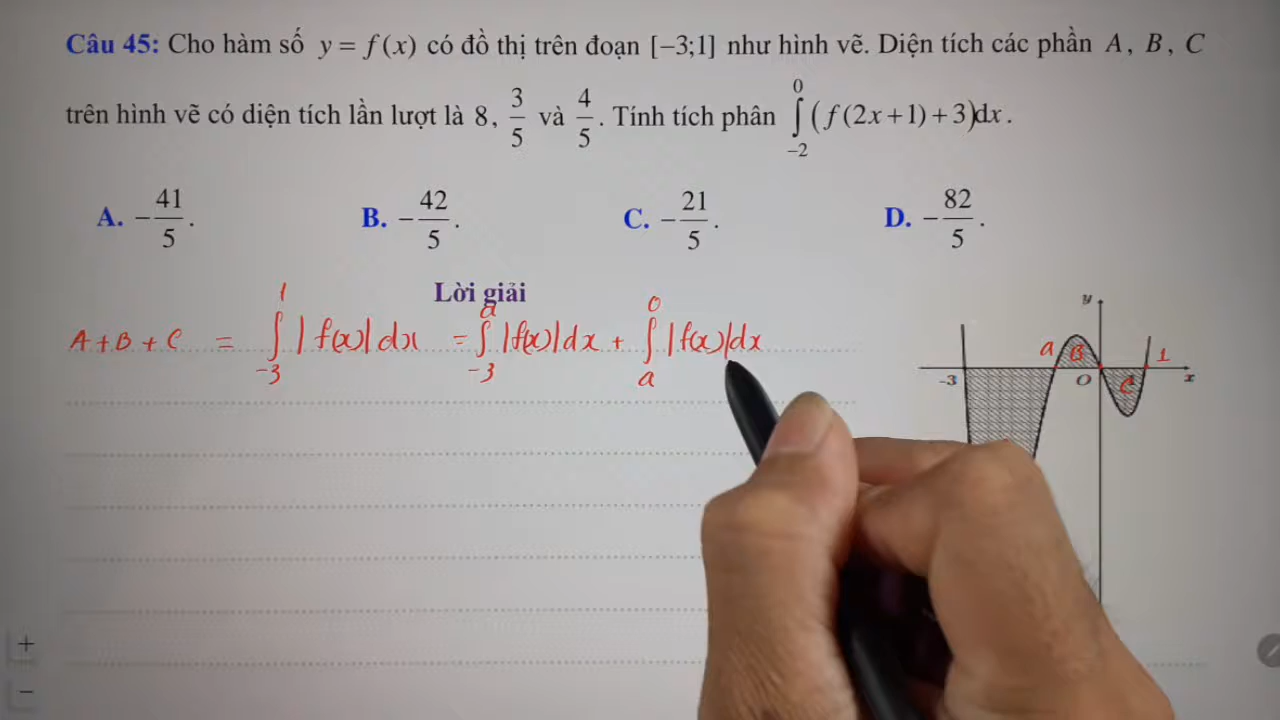 Câu 45: Cho hàm số y = f(x) có đồ thị trên đoạn [−3;1] như hình vẽ. Diện tích các phần A, B, C
trên hình vẽ có diện tích lần lượt là 8, 3/5 và 4/5. Tính tích phân ∫_{−2}^{0} (f(2x+1)+3)dx.
A. −41/5. B. −42/5. C. −21/5. D. −82/5.
Lời giải
A + B + C = ∫_{-3}^{1} |f(x)| dx = ∫_{-3}^{a} |f(x)| dx + ∫_{a}^{0} |f(x)| dx
y
a B 1
-3 O C x
+
−